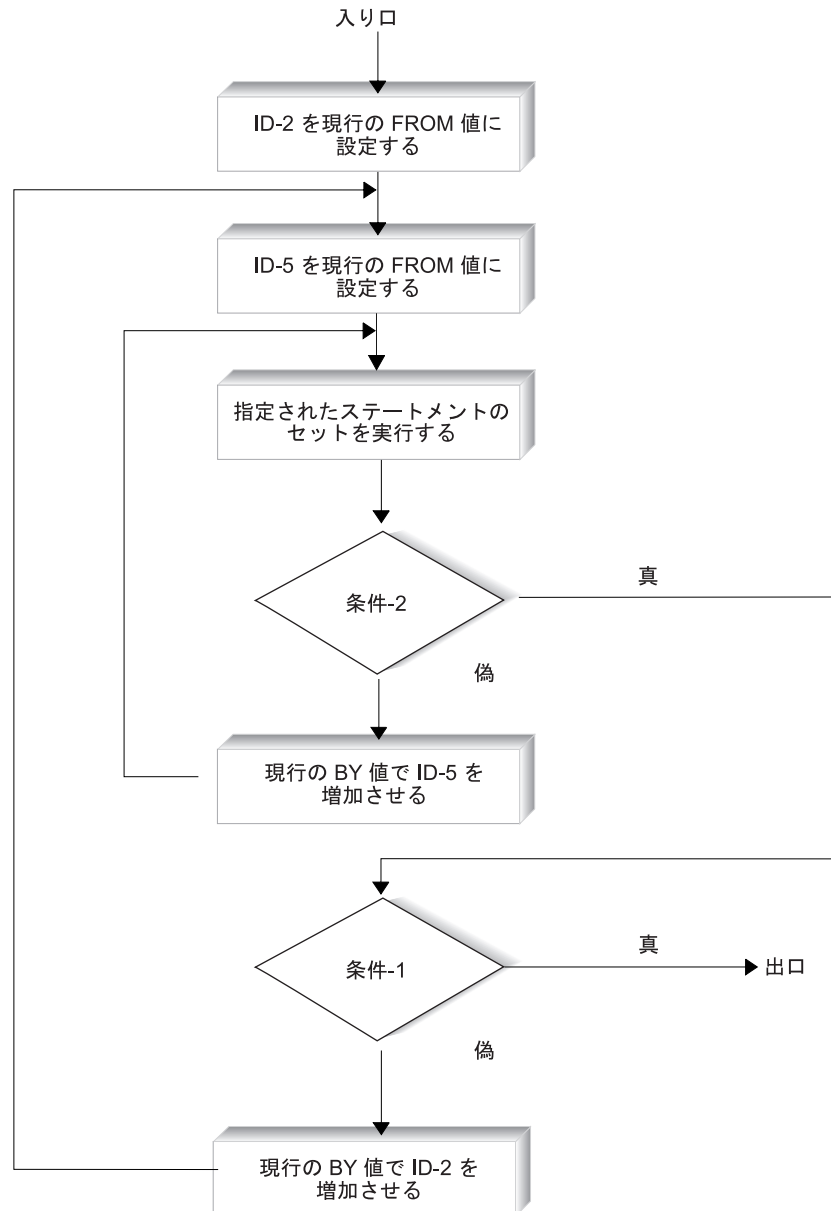 入り口
ID-2 を現行の FROM 値に
設定する
ID-5 を現行の FROM 値に
設定する
指定されたステートメントの
セットを実行する
条件-2
真
偽
現行の BY 値で ID-5 を
増加させる
条件-1
真
出口
偽
現行の BY 値で ID-2 を
増加させる